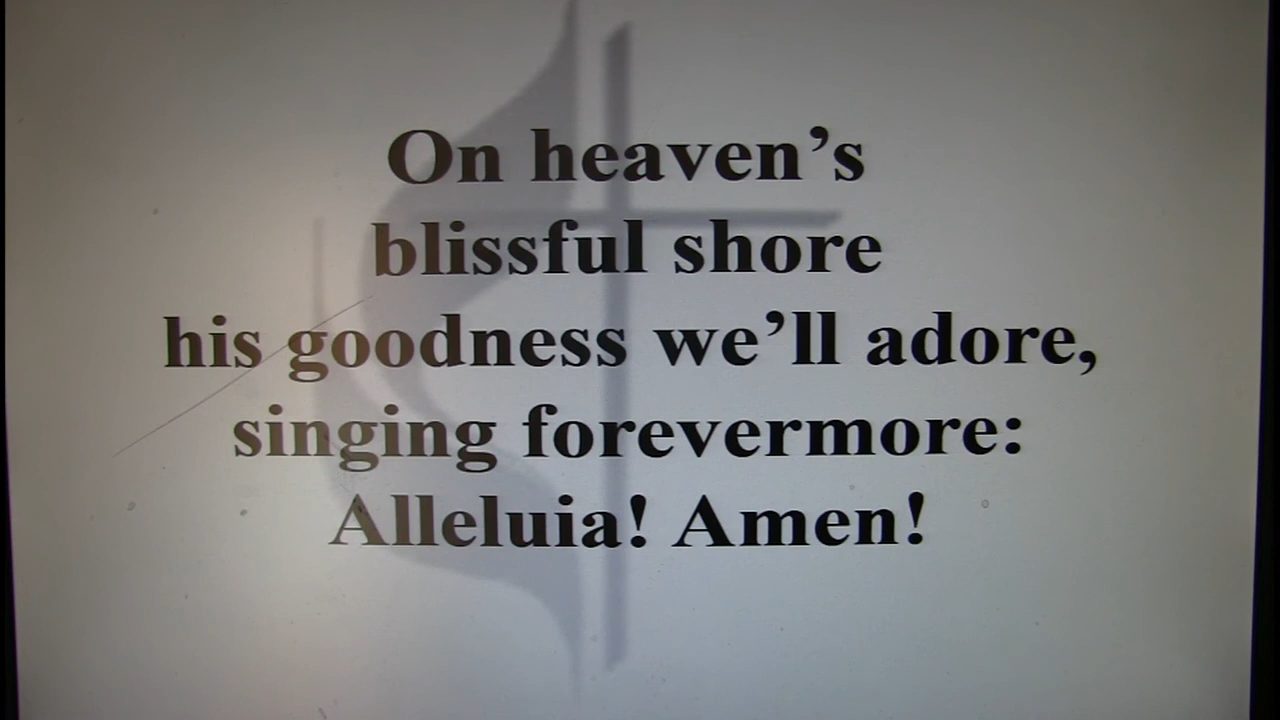 On heaven’s
blissful shore
his goodness we’ll adore,
singing forevermore:
Alleluia! Amen!